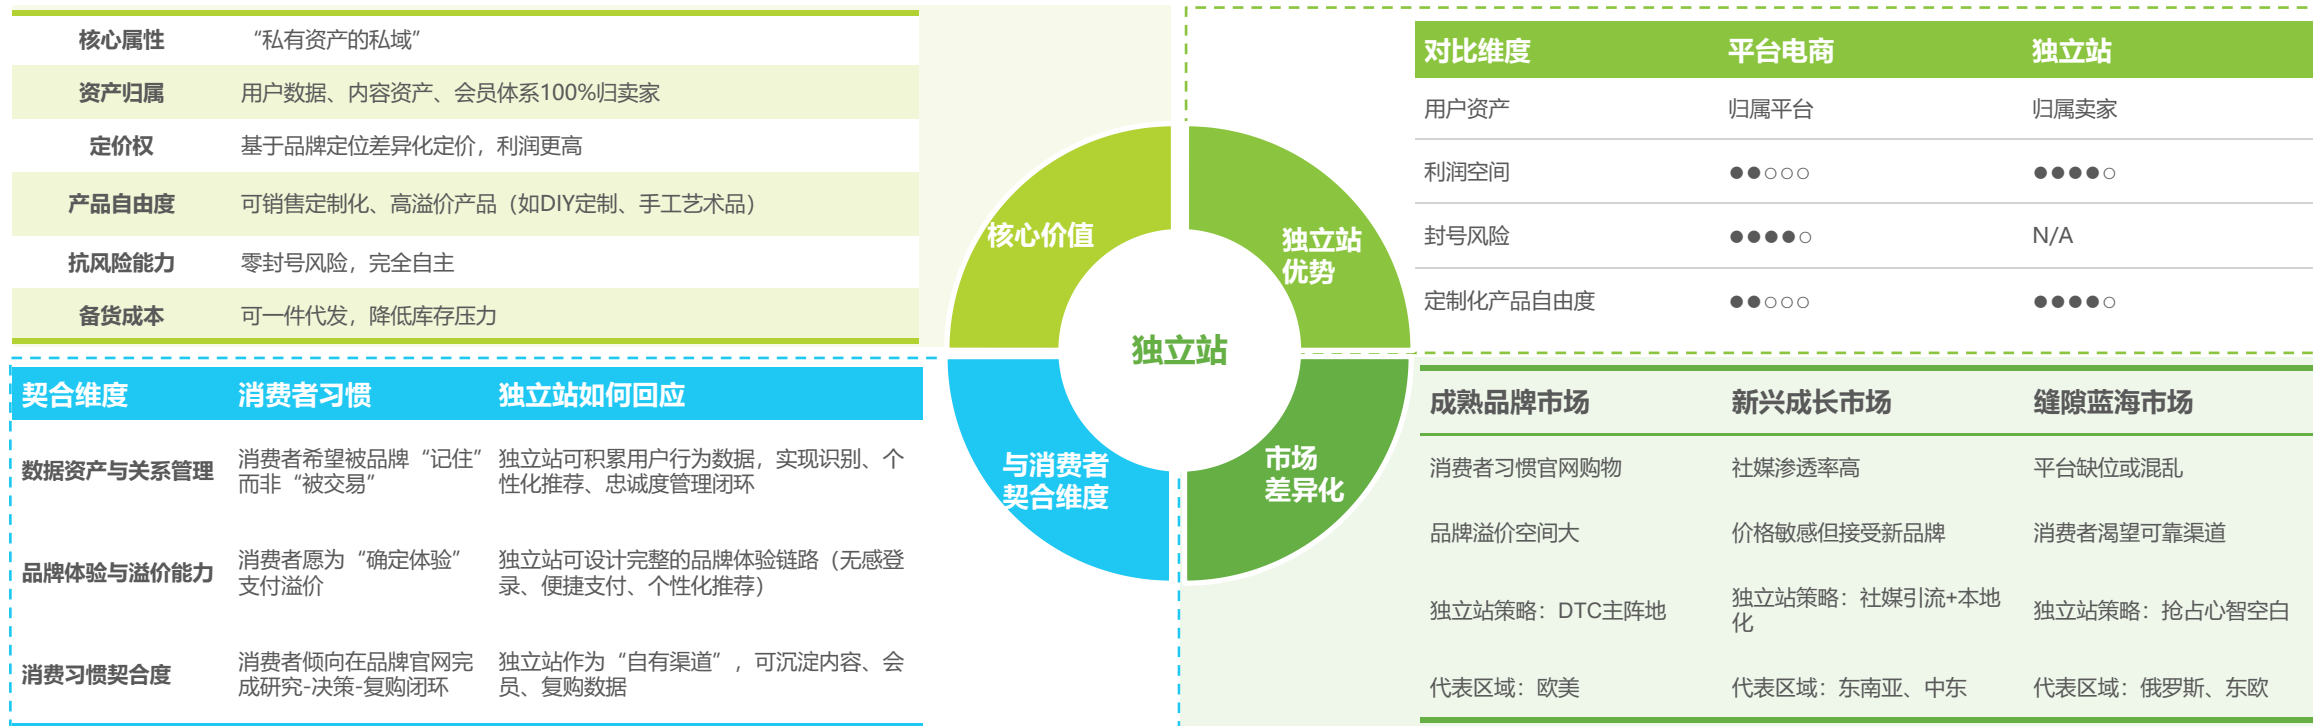 核心属性 “私有资产的私域”
资产归属 用户数据、内容资产、会员体系100%归卖家
定价权 基于品牌定位差异化定价，利润更高
产品自由度 可销售定制化、高溢价产品（如DIY定制、手工艺术品）
抗风险能力 零封号风险，完全自主
备货成本 可一件代发，降低库存压力
对比维度 平台电商 独立站
用户资产 归属平台 归属卖家
利润空间 ●●○○○ ●●●●○
封号风险 ●●●●○ N/A
定制化产品自由度 ●●○○○ ●●●●○
核心价值
独立站
优势
独立站
与消费者
契合维度
市场
差异化
契合维度 消费者习惯 独立站如何回应
数据资产与关系管理
消费者希望被品牌“记住”
而非“被交易”
独立站可积累用户行为数据，实现识别、个
性化推荐、忠诚度管理闭环
品牌体验与溢价能力
消费者愿为“确定体验”
支付溢价
独立站可设计完整的品牌体验链路（无感登
录、便捷支付、个性化推荐）
消费习惯契合度
消费者倾向在品牌官网完
成研究-决策-复购闭环
独立站作为“自有渠道”，可沉淀内容、会
员、复购数据
成熟品牌市场 新兴成长市场 缝隙蓝海市场
消费者习惯官网购物 社媒渗透率高 平台缺位或混乱
品牌溢价空间大 价格敏感但接受新品牌 消费者渴望可靠渠道
独立站策略：DTC主阵地
独立站策略：社媒引流+本地
化
独立站策略：抢占心智空白
代表区域：欧美 代表区域：东南亚、中东 代表区域：俄罗斯、东欧